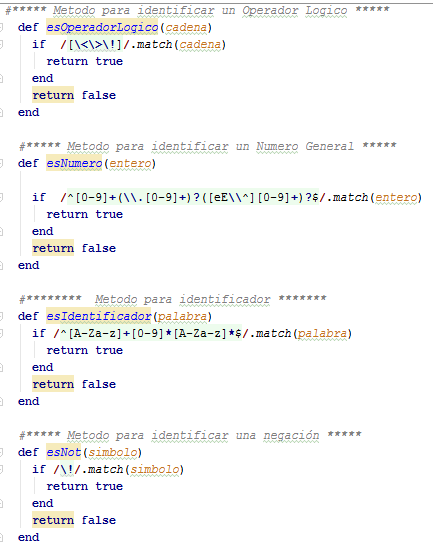 #***** Metodo para identificar un Operador Logico *****
def esOperadorLogico(cadena)
if /[\<\>\!]/.match(cadena)
return true
end
return false
end
#***** Metodo para identificar un Numero General *****
def esNumero(entero)
if /^[0-9]+(\\.[0-9]+)?([eE\\^][0-9]+)?$/.match(entero)
return true
end
return false
end
#******** Metodo para identificador *******
def esIdentificador(palabra)
if /^[A-Za-z]+[0-9]*[A-Za-z]*$/.match(palabra)
return true
end
return false
end
#***** Metodo para identificar una negación *****
def esNot(simbolo)
if /\!/.match(simbolo)
return true
end
return false
end